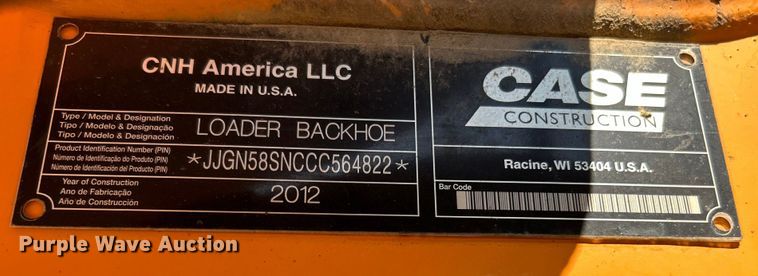 CNH America LLC
MADE IN U.S.A.
Type / Model & Designation
Tipo / Modelo & Designação
Tipo / Modelo & Designación
LOADER BACKHOE
Product Identification Number (PIN)
Número de Identificação do Produto (PIN)
Número de Identificación del Producto (PIN)
*JJGN58SNCCC564822*
Year of Construction
Ano de Fabricação
Año de Construcción
2012
CASE
CONSTRUCTION
Racine, WI 53404 U.S.A.
Bar Code
Purple Wave Auction